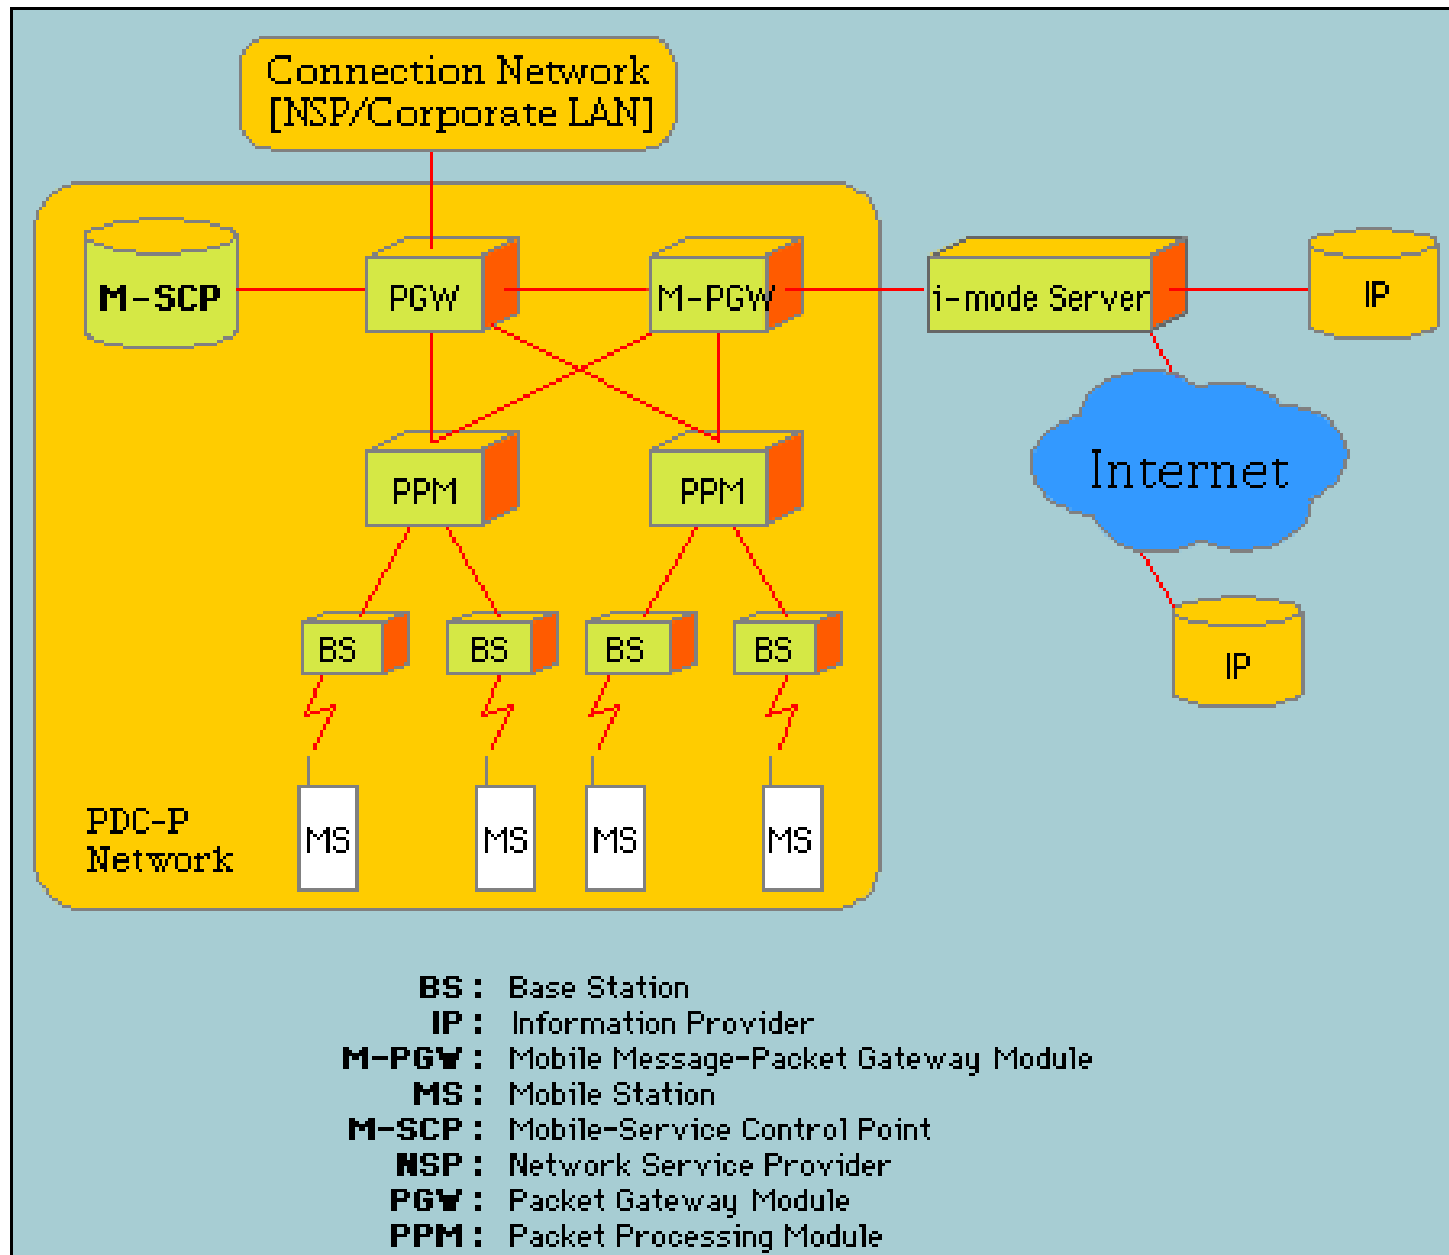 Connection Network
[NSP/Corporate LAN]
M-SCP
PGW
M-PGW
i-mode Server
IP
PPM
PPM
Internet
BS
BS
BS
BS
IP
MS
MS
MS
MS
PDC-P
Network
BS : Base Station
IP : Information Provider
M-PGW : Mobile Message-Packet Gateway Module
MS : Mobile Station
M-SCP : Mobile-Service Control Point
NSP : Network Service Provider
PGW : Packet Gateway Module
PPM : Packet Processing Module